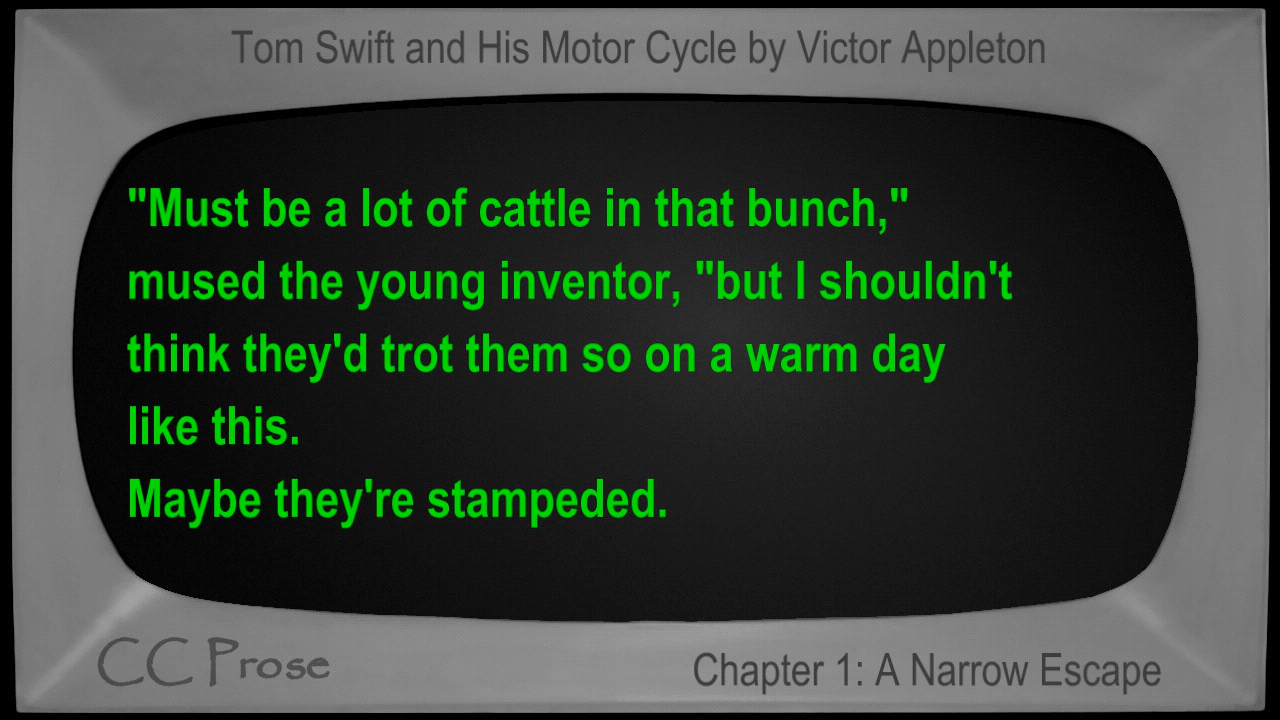 Tom Swift and His Motor Cycle by Victor Appleton
"Must be a lot of cattle in that bunch,"
mused the young inventor, "but I shouldn't
think they'd trot them so on a warm day
like this.
Maybe they're stampeded.
CC Prose
Chapter 1: A Narrow Escape